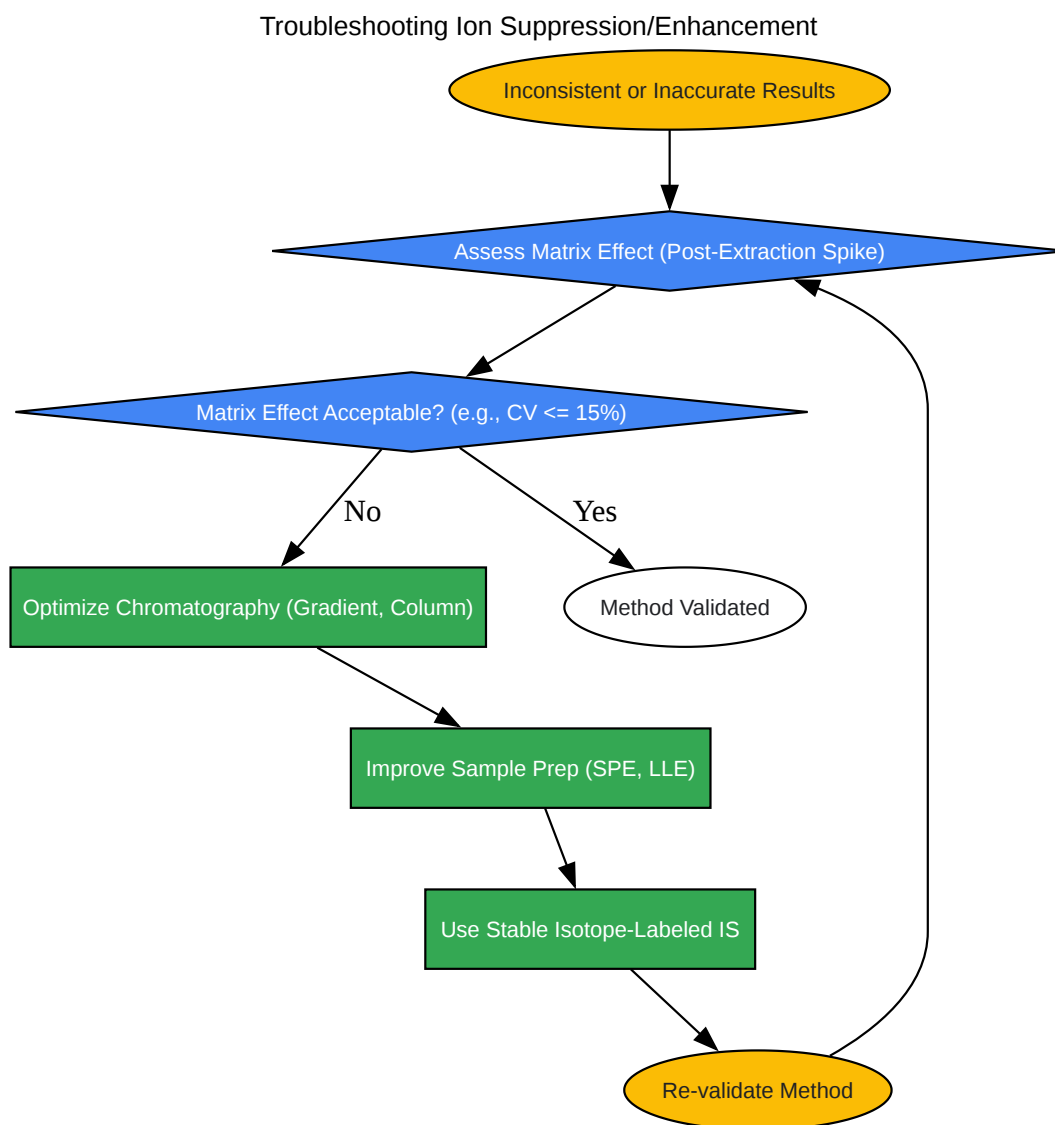 Troubleshooting Ion Suppression/Enhancement
Inconsistent or Inaccurate Results
Assess Matrix Effect (Post-Extraction Spike)
Matrix Effect Acceptable? (e.g., CV <= 15%)
No
Yes
Optimize Chromatography (Gradient, Column)
Method Validated
Improve Sample Prep (SPE, LLE)
Use Stable Isotope-Labeled IS
Re-validate Method